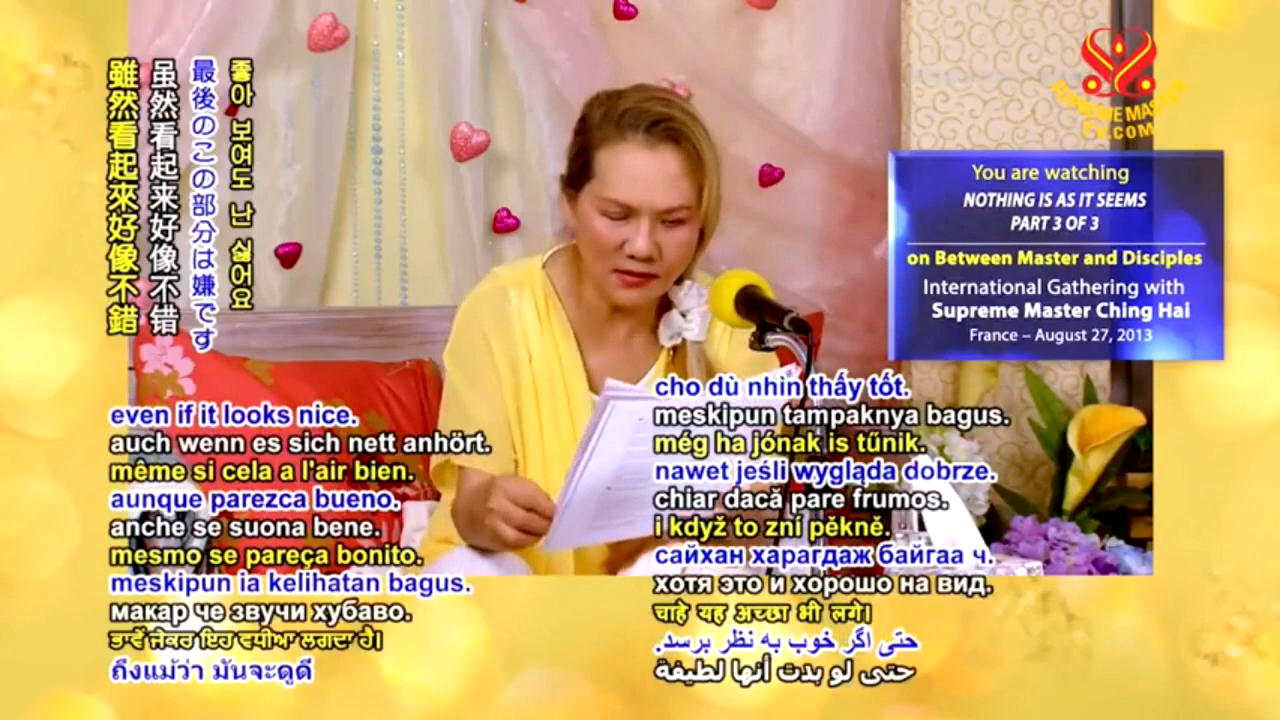 雖然看起來好像不錯
虽然看起来好像不错
最後のこの部分は嫌です
좋아 보여도 난 싫어요
SUPREME MASTER
TV.COM
You are watching
NOTHING IS AS IT SEEMS
PART 3 OF 3
on Between Master and Disciples
International Gathering with
Supreme Master Ching Hai
France – August 27, 2013
even if it looks nice.
auch wenn es sich nett anhört.
même si cela a l'air bien.
aunque parezca bueno.
anche se suona bene.
mesmo se pareça bonito.
meskipun ia kelihatan bagus.
макар че звучи хубаво.
ਭਾਵੇਂ ਜੇਕਰ ਇਹ ਵਧੀਆ ਲਗਦਾ ਹੈ।
ถึงแม้ว่า มันจะดูดี
cho dù nhìn thấy tốt.
meskipun tampaknya bagus.
még ha jónak is tűnik.
nawet jeśli wygląda dobrze.
chiar dacă pare frumos.
i když to zní pěkně.
сайхан харагдаж байгаа ч.
хотя это и хорошо на вид.
चाहे यह अच्छा भी लगे।
حتی اگر خوب به نظر برسد.
حتى لو بدت أنها لطيفة